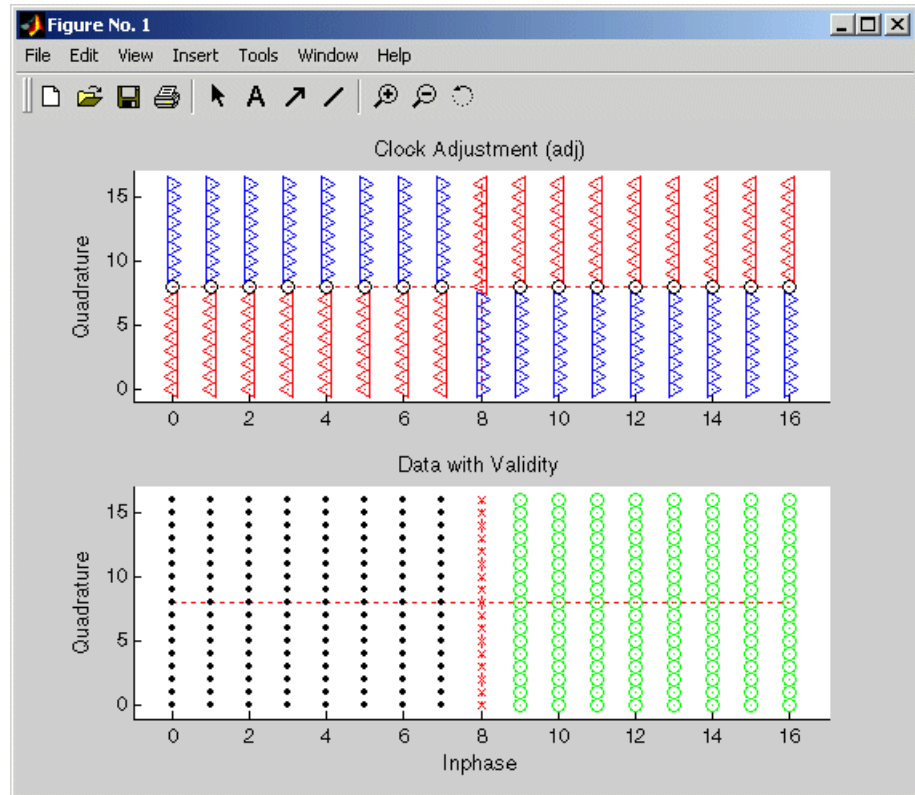 Figure No. 1
File Edit View Insert Tools Window Help
A
Clock Adjustment (adj)
Quadrature
15
10
5
0
0 2 4 6 8 10 12 14 16
Data with Validity
Quadrature
15
10
5
0
0 2 4 6 8 10 12 14 16
Inphase